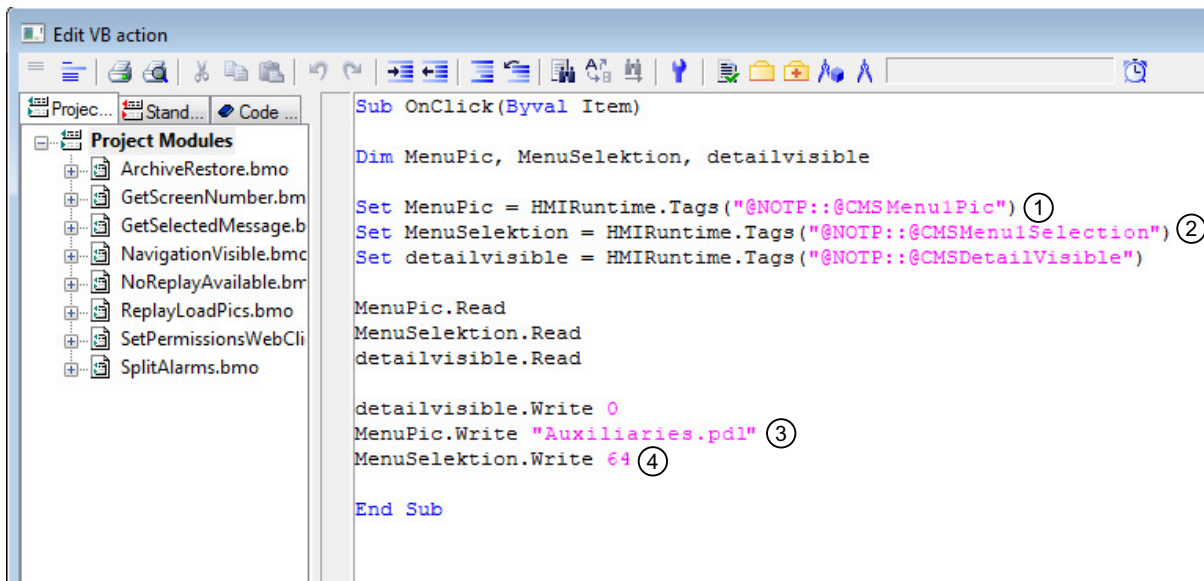 Edit VB action
Projec... Stand... Code ...
Project Modules
ArchiveRestore.bmo
GetScreenNumber.bm
GetSelectedMessage.b
NavigationVisible.bmc
NoReplayAvailable.bm
ReplayLoadPics.bmo
SetPermissionsWebCli
SplitAlarms.bmo
Sub OnClick(Byval Item)
Dim MenuPic, MenuSelektion, detailvisible
Set MenuPic = HMIRuntime.Tags("@NOTP::@CMSMenu1Pic") ①
Set MenuSelektion = HMIRuntime.Tags("@NOTP::@CMSMenu1Selection") ②
Set detailvisible = HMIRuntime.Tags("@NOTP::@CMSDetailVisible")
MenuPic.Read
MenuSelektion.Read
detailvisible.Read
detailvisible.Write 0
MenuPic.Write "Auxiliaries.pdl" ③
MenuSelektion.Write 64 ④
End Sub